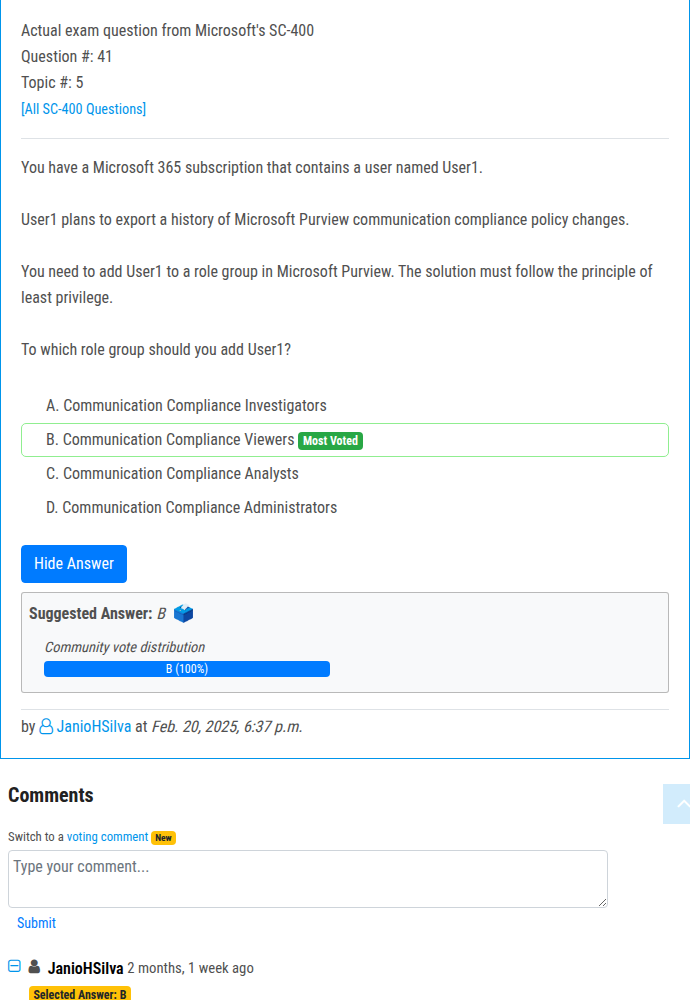 Actual exam question from Microsoft's SC-400
Question #: 41
Topic #: 5
[All SC-400 Questions]
You have a Microsoft 365 subscription that contains a user named User1.
User1 plans to export a history of Microsoft Purview communication compliance policy changes.
You need to add User1 to a role group in Microsoft Purview. The solution must follow the principle of
least privilege.
To which role group should you add User1?
A. Communication Compliance Investigators
B. Communication Compliance Viewers Most Voted
C. Communication Compliance Analysts
D. Communication Compliance Administrators
Hide Answer
Suggested Answer: B
Community vote distribution
B (100%)
by JanioHSilva at Feb. 20, 2025, 6:37 p.m.
Comments
Switch to a voting comment New
Type your comment...
Submit
JanioHSilva 2 months, 1 week ago
Selected Answer: B